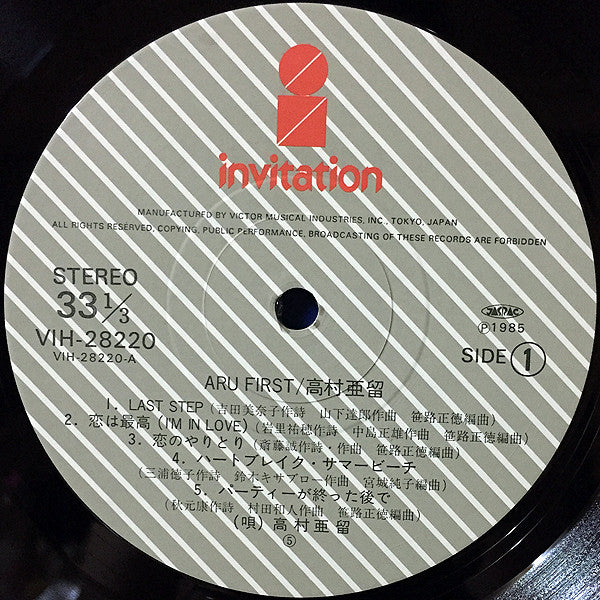 invitation
MANUFACTURED BY VICTOR MUSICAL INDUSTRIES, INC., TOKYO, JAPAN
ALL RIGHTS RESERVED, COPYING, PUBLIC PERFORMANCE, BROADCASTING OF THESE RECORDS ARE FORBIDDEN
STEREO
33 1/3
VIH-28220
VIH-28220-A
JASRAC
Ⓟ1985
SIDE 1
ARU FIRST/高村亜留
1. LAST STEP (吉田美奈子作詩 山下達郎作曲 笹路正徳編曲)
2. 恋は最高 (I'M IN LOVE) (岩里祐穂作詩 中島正雄作曲 笹路正徳編曲)
3. 恋のやりとり (斎藤誠作詩・作曲 笹路正徳編曲)
4. ハートブレイク・サマービーチ
(三浦徳子作詩 鈴木キサブロー作曲 宮城純子編曲)
5. パーティーが終った後で
(秋元康作詩 村田和人作曲 笹路正徳編曲)
(唄) 高村亜留
⑤